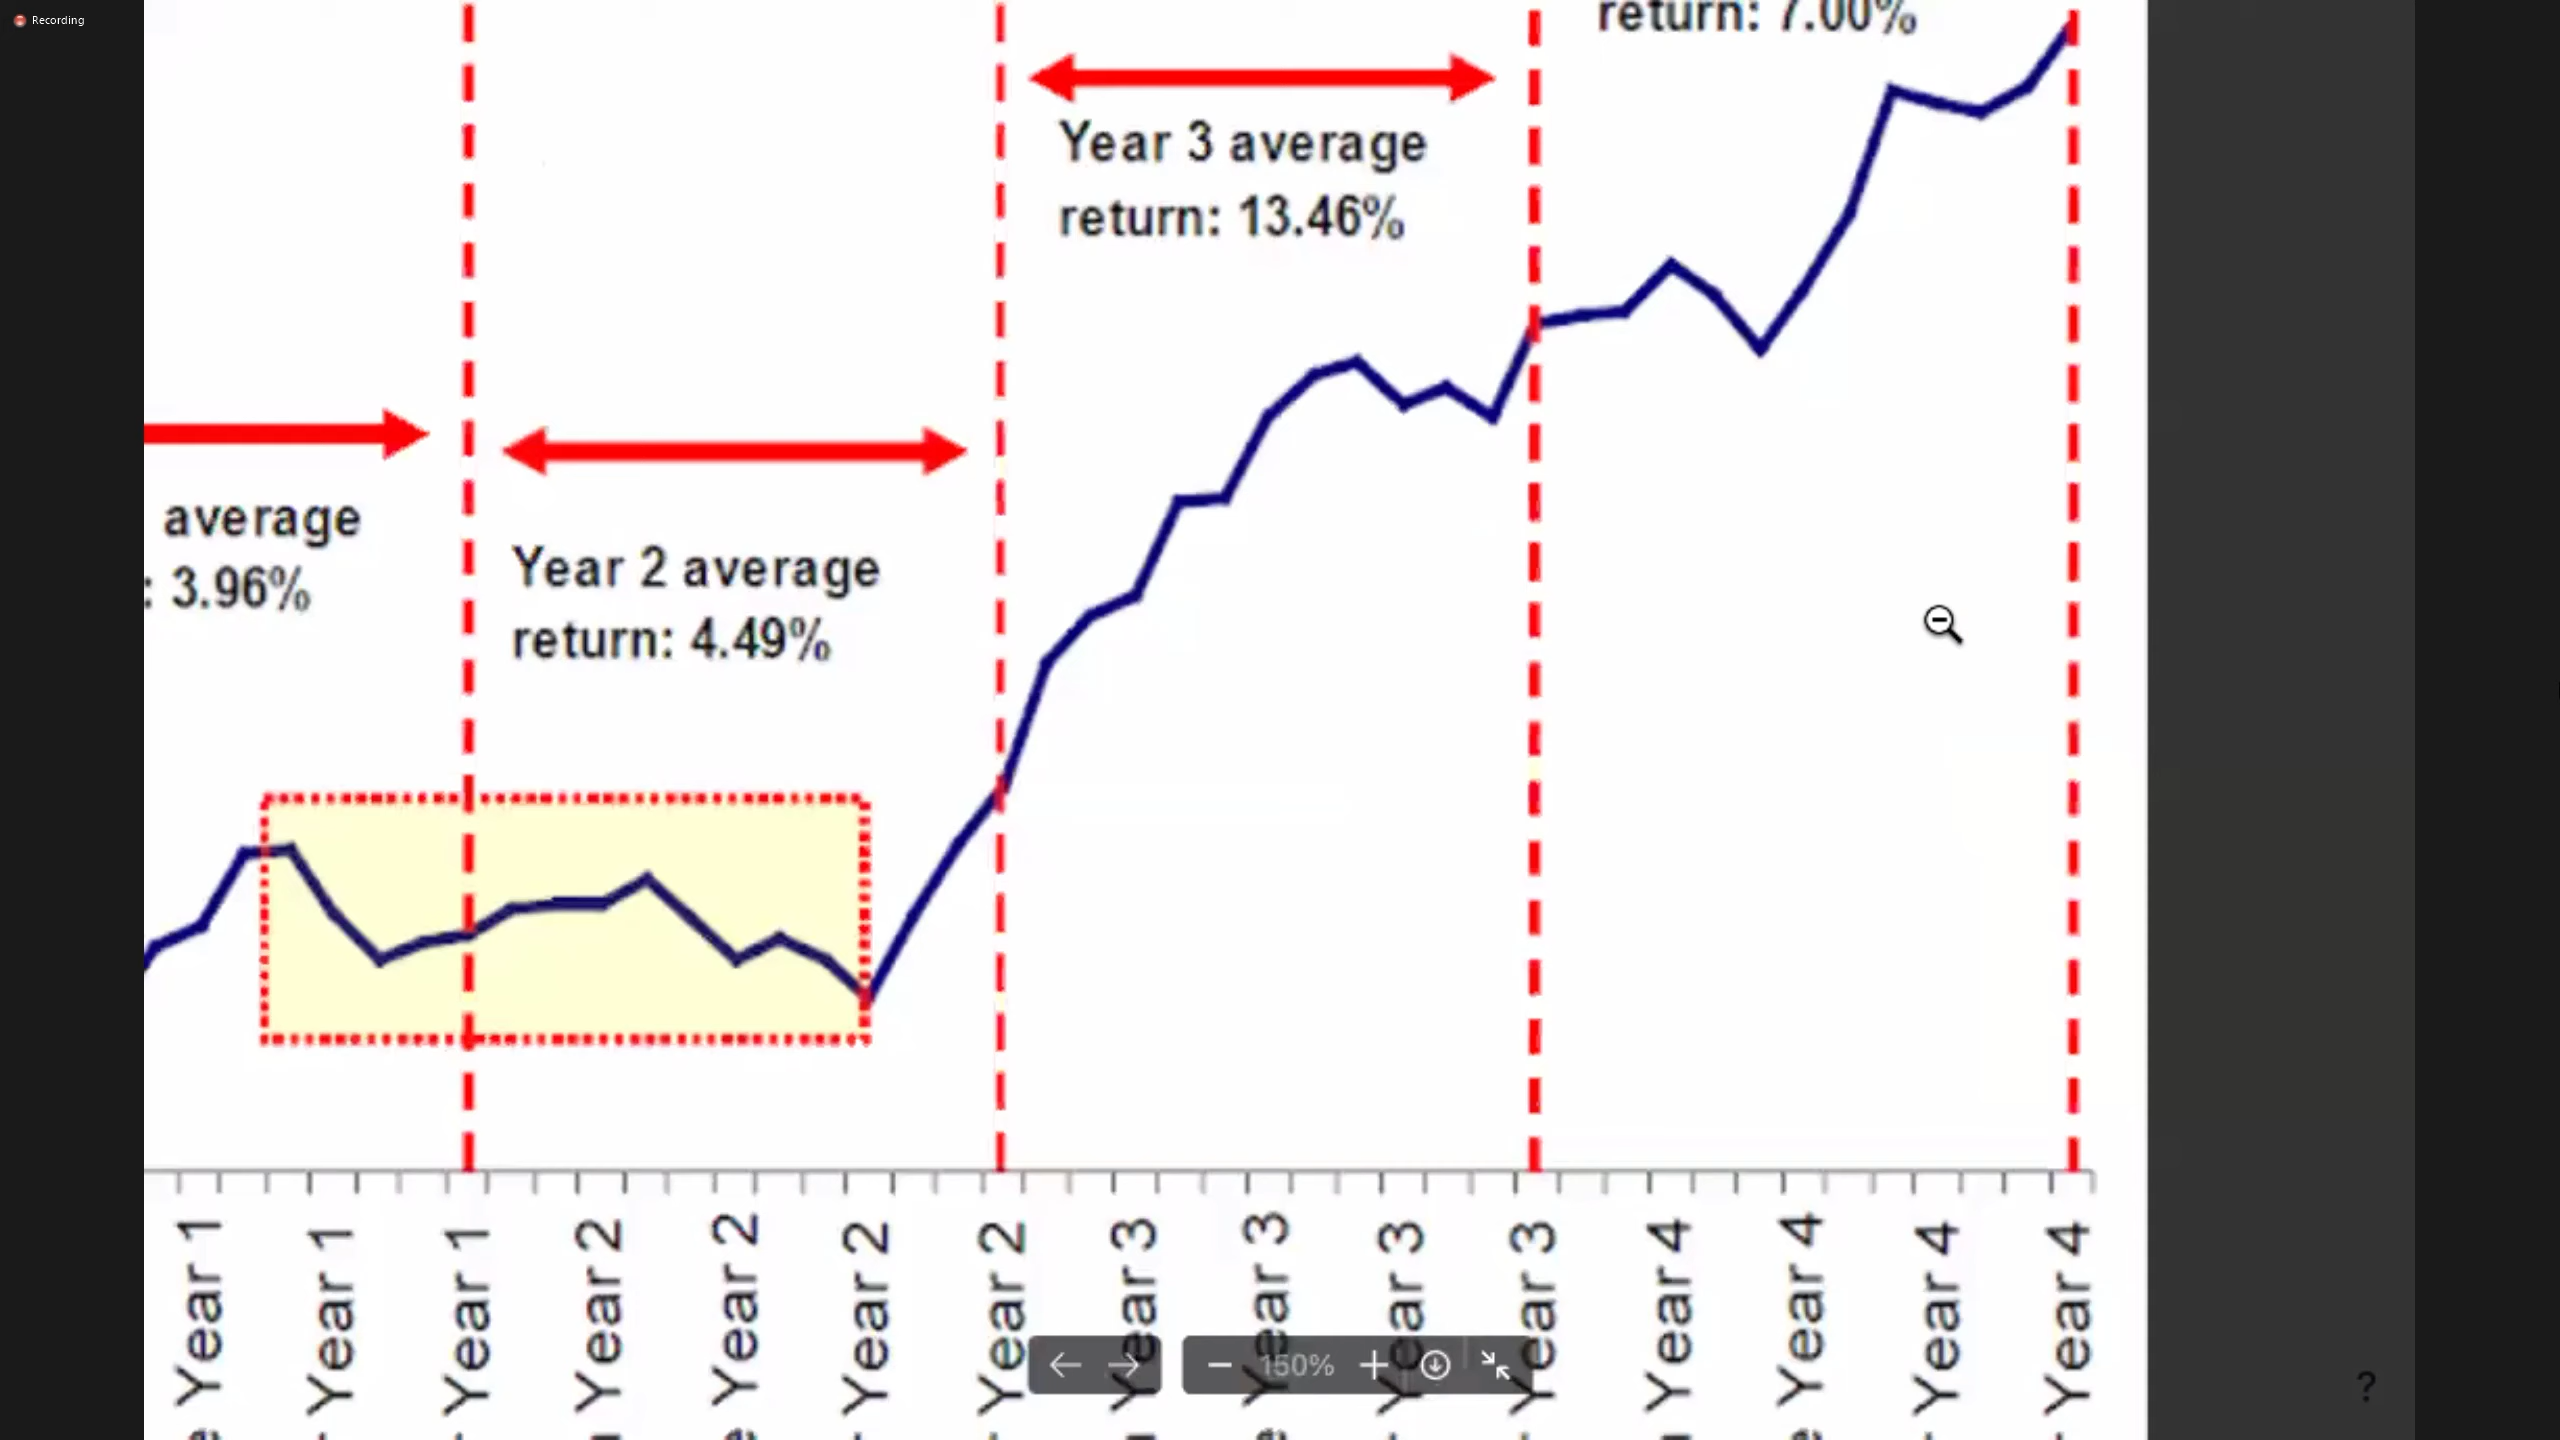 Recording
return: 7.00%
Year 3 average
return: 13.46%
average
: 3.96%
Year 2 average
return: 4.49%
Year 1
Year 1
Year 1
Year 2
Year 2
Year 2
Year 2
Year 3
Year 3
Year 3
Year 3
Year 4
Year 4
Year 4
Year 4
150%
?